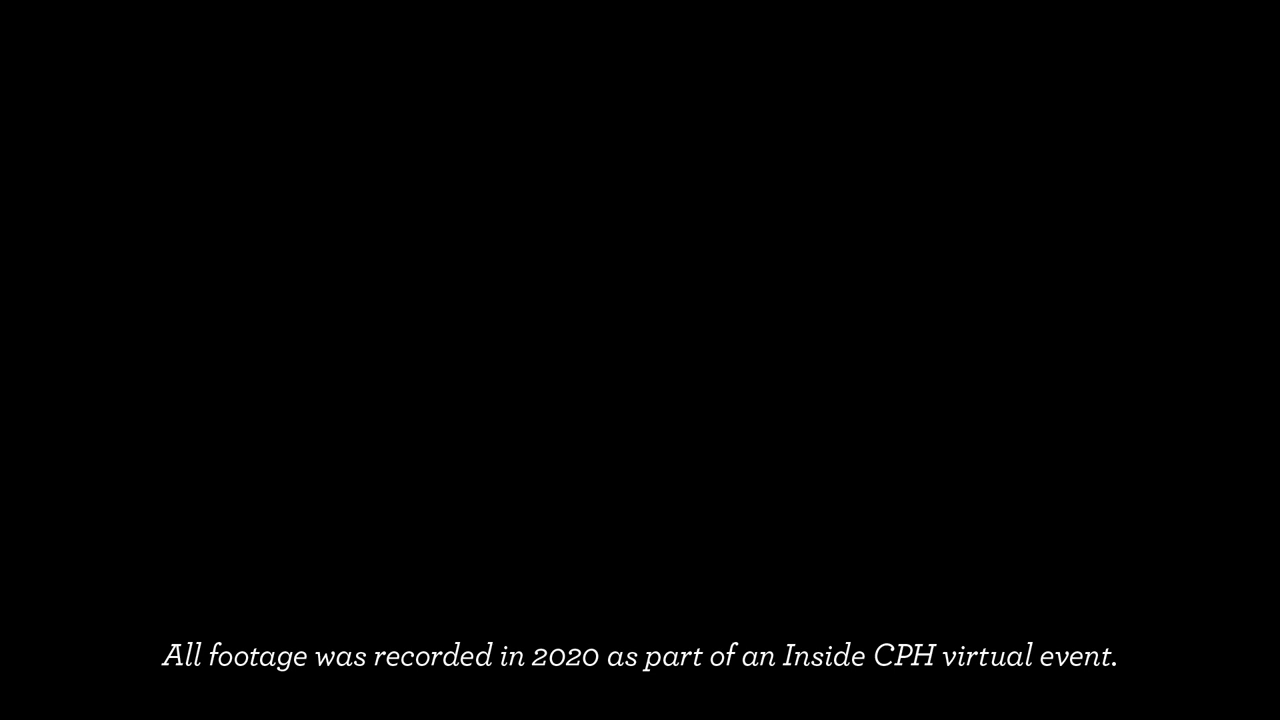 All footage was recorded in 2020 as part of an Inside CPH virtual event.